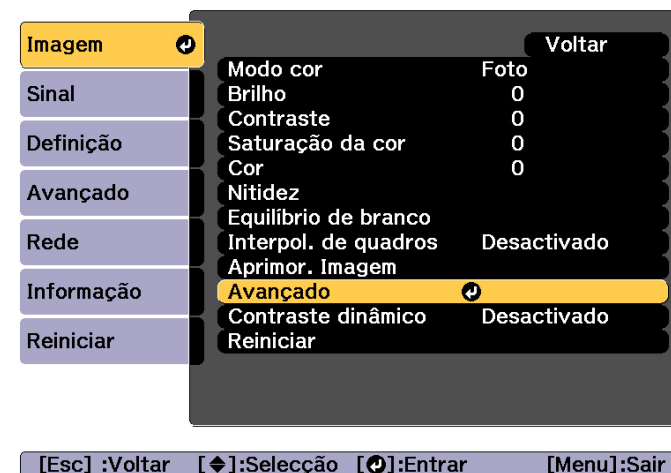 Imagem
Sinal
Definição
Avançado
Rede
Informação
Reiniciar
Voltar
Modo cor Foto
Brilho 0
Contraste 0
Saturação da cor 0
Cor 0
Nitidez
Equilíbrio de branco
Interpol. de quadros Desactivado
Aprimor. Imagem
Avançado
Contraste dinâmico Desactivado
Reiniciar
[Esc] :Voltar [◆]:Selecção [↵]:Entrar [Menu]:Sair